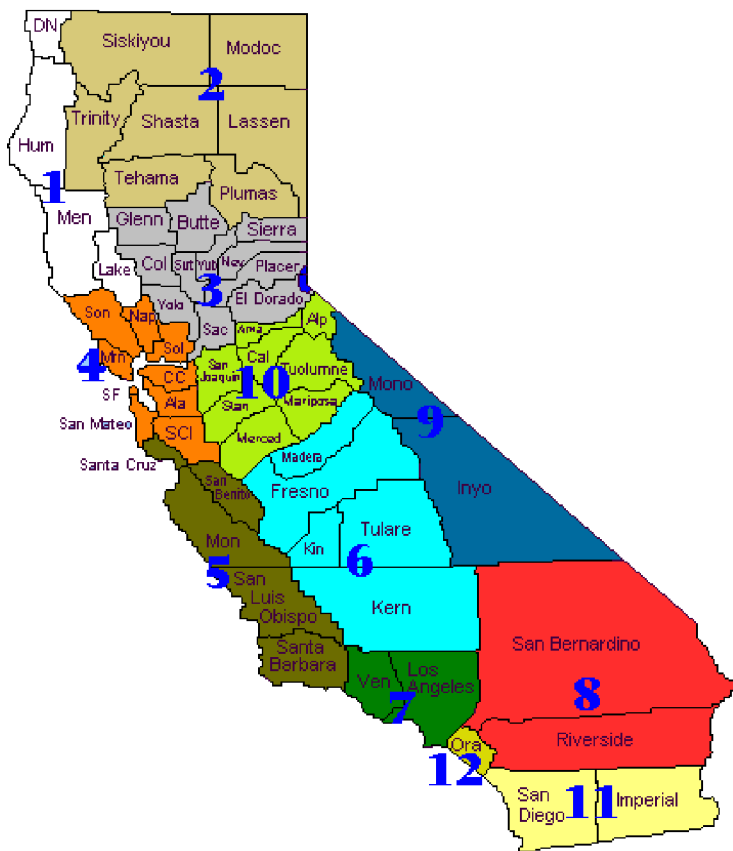 DN
Siskiyou
Modoc
2
Trinity
Shasta
Lassen
Hum
1
Tehama
Plumas
Men
Glenn
Butte
Sierra
Lake
Col
Sut
Yub
Nev
Placer
3
Yolo
El Dorado
Son
Nap
Sac
Alp
Sol
Ama
Mrn
4
Cal
San
Joaquin
Tuolumne
10
CC
Mono
SF
Ala
Stan
Mariposa
San Mateo
SCl
Merced
9
Santa Cruz
Madera
San
Benito
Fresno
Inyo
Tulare
Mon
Kin
6
5
San
Luis
Obispo
Kern
Santa
Barbara
San Bernardino
Ven
Los
Angeles
7
8
Ora
12
Riverside
San
Diego
11
Imperial